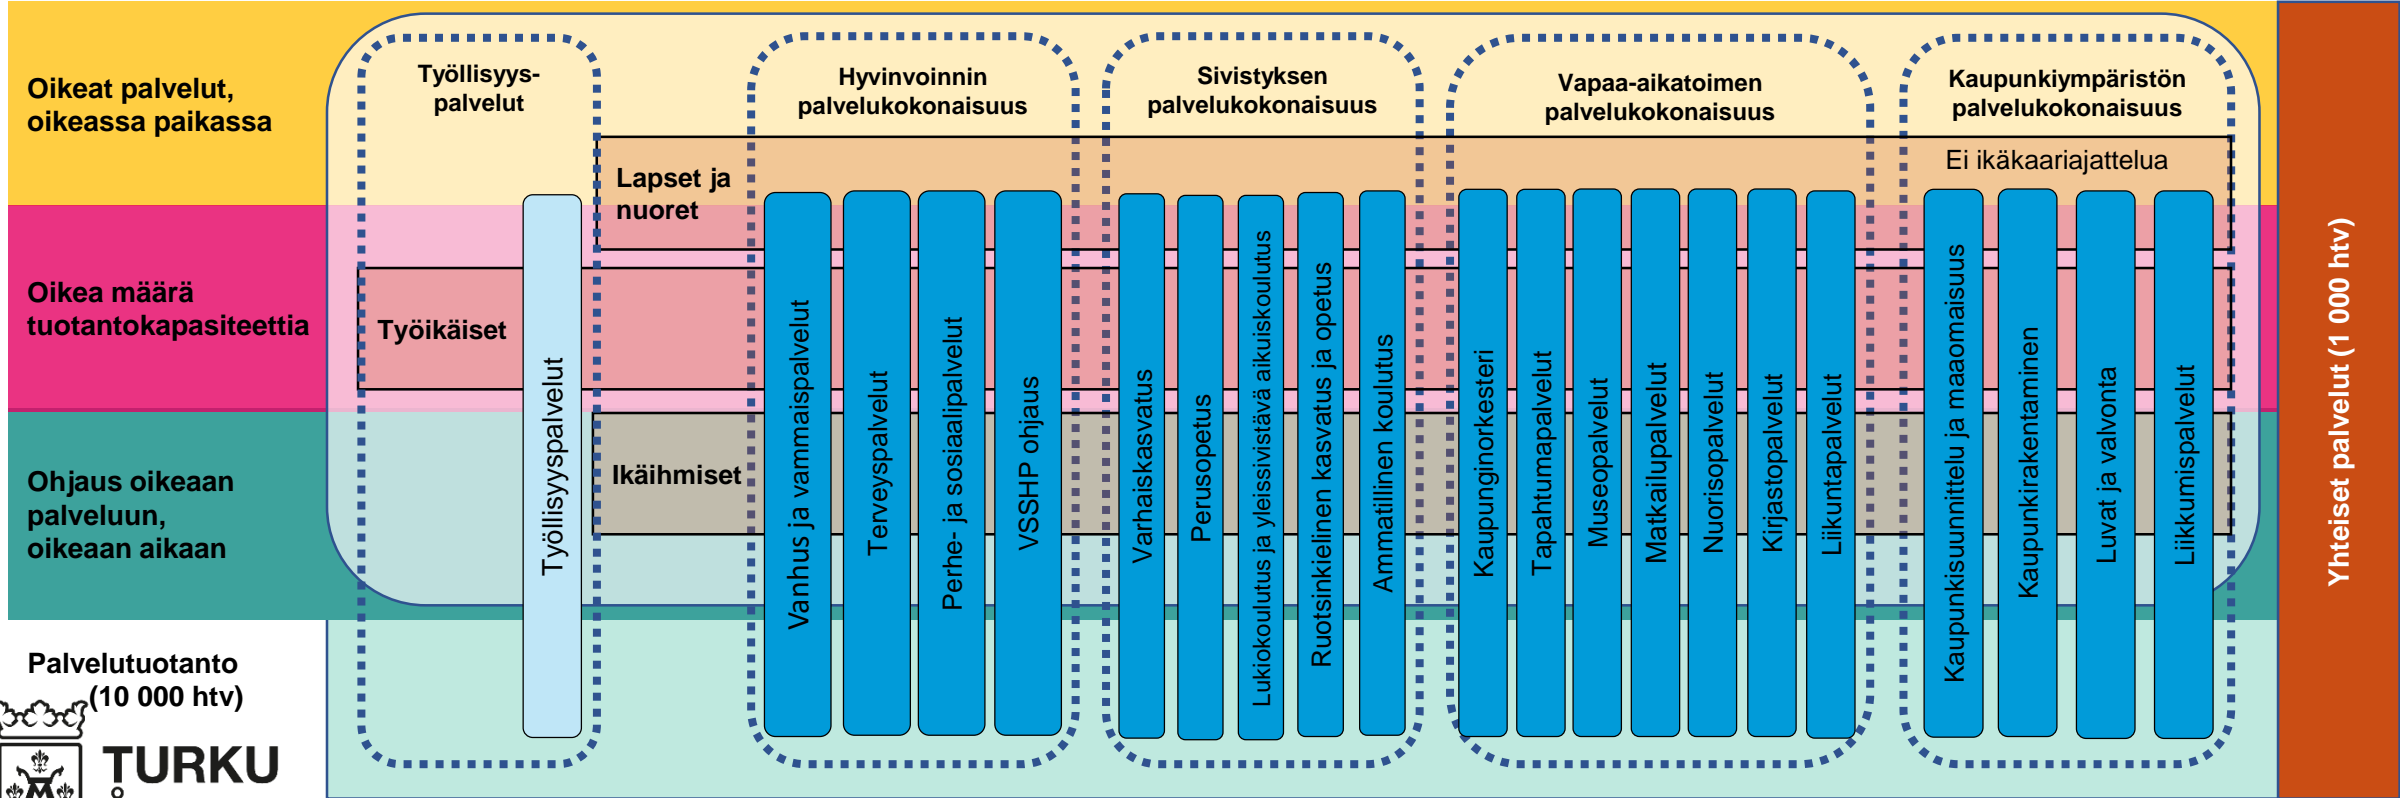 Oikeat palvelut,
oikeassa paikassa
Oikea määrä
tuotantokapasiteettia
Ohjaus oikeaan
palveluun,
oikeaan aikaan
Palvelutuotanto
(10 000 htv)
TURKU
Työllisyys-
palvelut
Hyvinvoinnin
palvelukokonaisuus
Sivistyksen
palvelukokonaisuus
Vapaa-aikatoimen
palvelukokonaisuus
Kaupunkiympäristön
palvelukokonaisuus
Ei ikäkaariajattelua
Lapset ja
nuoret
Työikäiset
Ikäihmiset
Työllisyyspalvelut
Vanhus ja vammaispalvelut
Terveyspalvelut
Perhe- ja sosiaalipalvelut
VSSHP ohjaus
Varhaiskasvatus
Perusopetus
Lukiokoulutus ja yleissivistävä aikuiskoulutus
Ruotsinkielinen kasvatus ja opetus
Ammatillinen koulutus
Kaupunginorkesteri
Tapahtumapalvelut
Museopalvelut
Matkailupalvelut
Nuorisopalvelut
Kirjastopalvelut
Liikuntapalvelut
Kaupunkisuunnittelu ja maaomaisuus
Kaupunkirakentaminen
Luvat ja valvonta
Liikkumispalvelut
Yhteiset palvelut (1 000 htv)